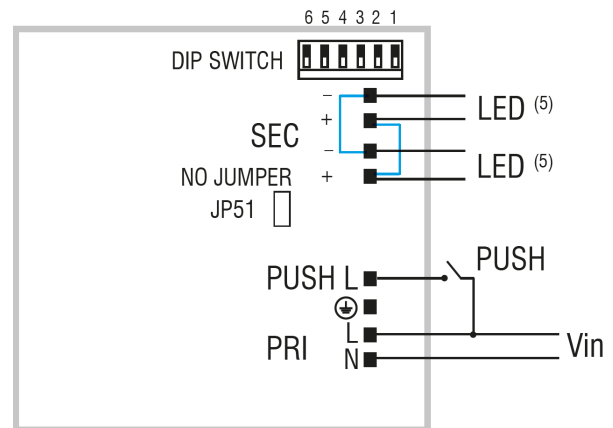 6 5 4 3 2 1
DIP SWITCH
−
LED (5)
+
SEC
−
LED (5)
NO JUMPER +
JP51
PUSH
PUSH L
L
Vin
PRI
N